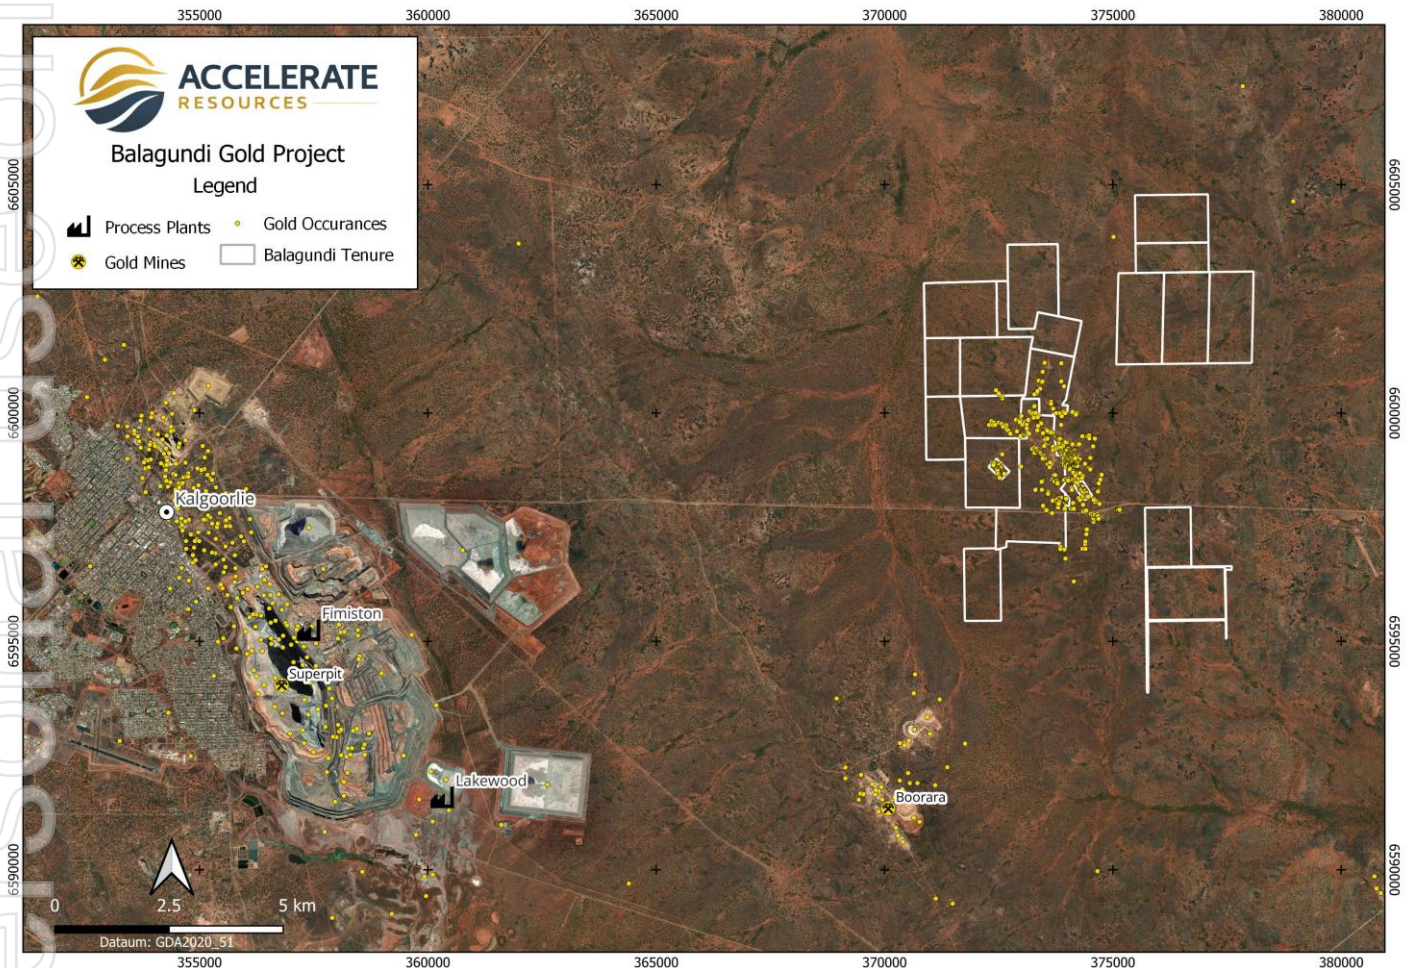 355000 360000 365000 370000 375000 380000
ACCELERATE
RESOURCES
Balagundi Gold Project
Legend
Process Plants
Gold Occurances
Gold Mines
Balagundi Tenure
6605000
6605000
6600000
6600000
Kalgoorlie
Fimiston
6595000
6595000
Superpit
Lakewood
Boorara
6590000
6590000
0 2.5 5 km
Dataum: GDA2020_51
355000 360000 365000 370000 375000 380000